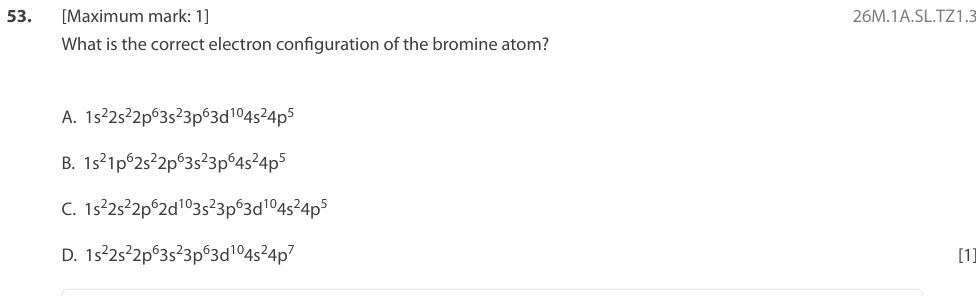 53. [Maximum mark: 1] 26M.1A.SL.TZ1.3
What is the correct electron configuration of the bromine atom?
A. 1s²2s²2p⁶3s²3p⁶3d¹⁰4s²4p⁵
B. 1s²1p⁶2s²2p⁶3s²3p⁶4s²4p⁵
C. 1s²2s²2p⁶2d¹⁰3s²3p⁶3d¹⁰4s²4p⁵
D. 1s²2s²2p⁶3s²3p⁶3d¹⁰4s²4p⁷ [1]